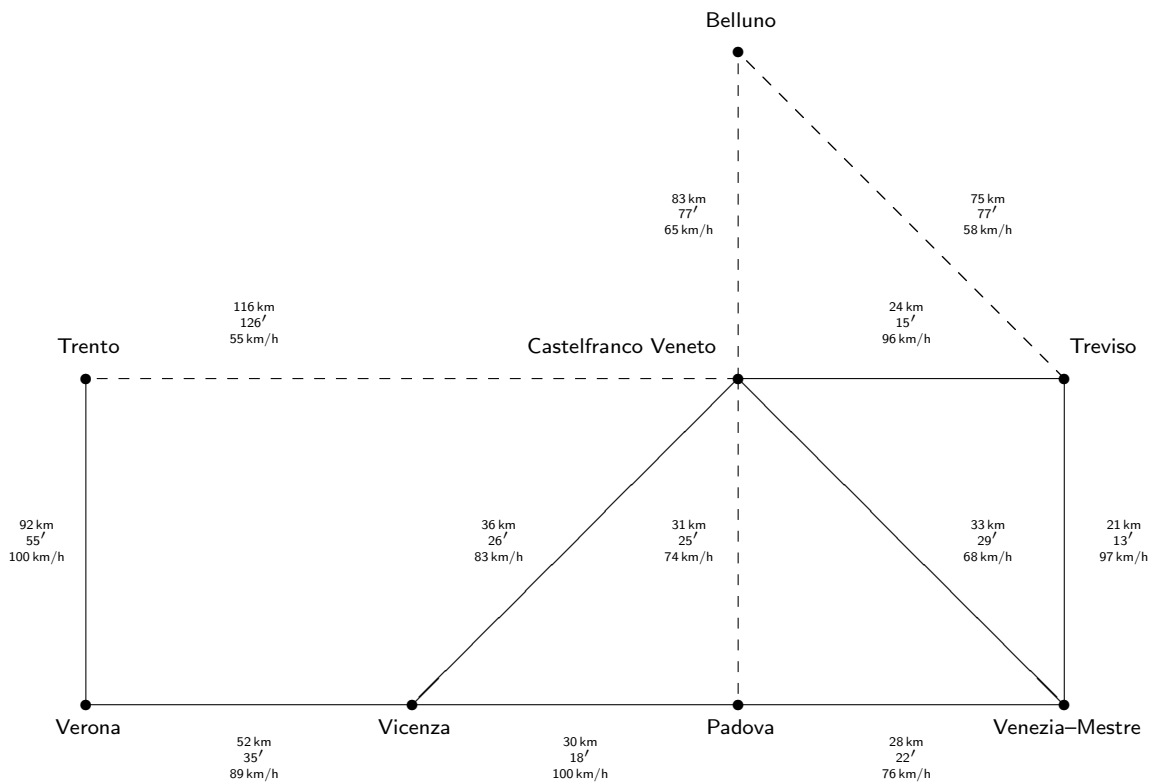 Belluno
83 km
77′
65 km/h
75 km
77′
58 km/h
116 km
126′
55 km/h
24 km
15′
96 km/h
Trento
Castelfranco Veneto
Treviso
92 km
55′
100 km/h
36 km
26′
83 km/h
31 km
25′
74 km/h
33 km
29′
68 km/h
21 km
13′
97 km/h
Verona
Vicenza
Padova
Venezia–Mestre
52 km
35′
89 km/h
30 km
18′
100 km/h
28 km
22′
76 km/h